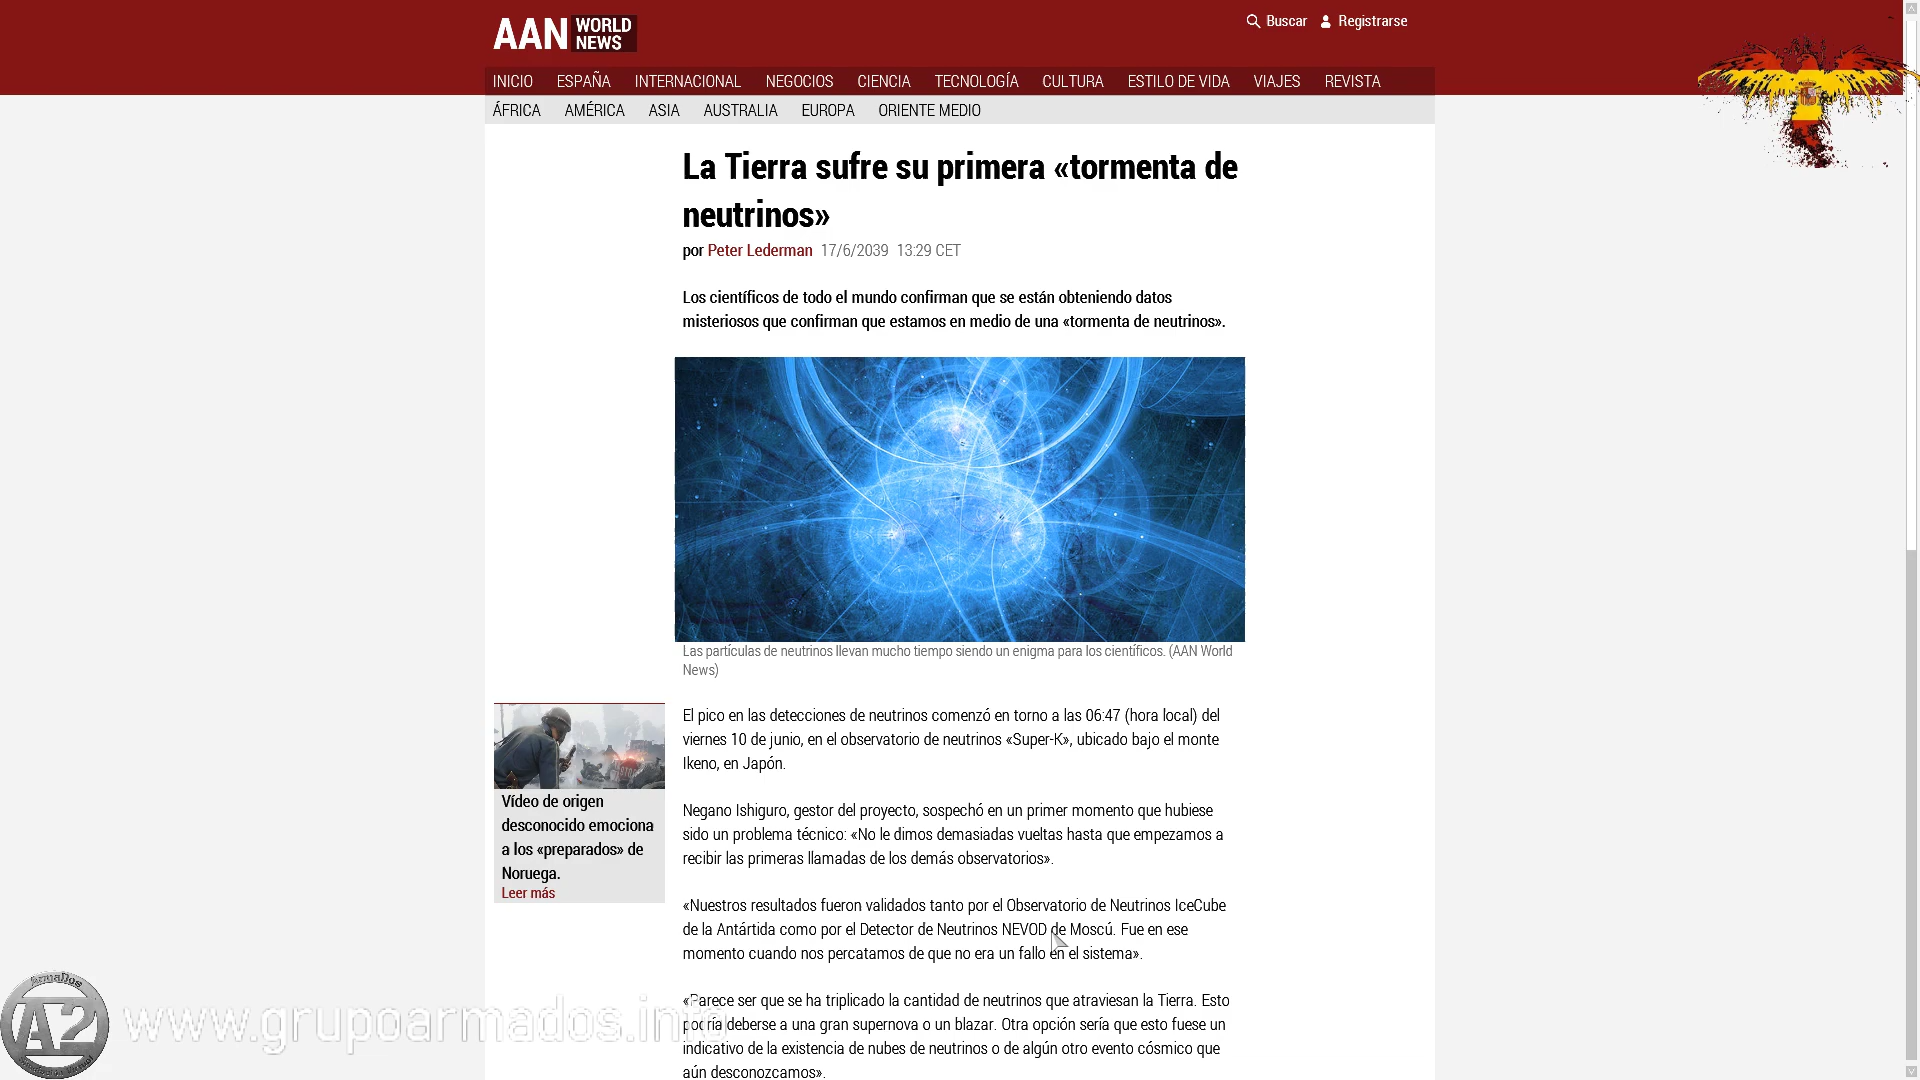 AAN WORLD NEWS
Buscar Registrarse
INICIO ESPAÑA INTERNACIONAL NEGOCIOS CIENCIA TECNOLOGÍA CULTURA ESTILO DE VIDA VIAJES REVISTA
ÁFRICA AMÉRICA ASIA AUSTRALIA EUROPA ORIENTE MEDIO
La Tierra sufre su primera «tormenta de
neutrinos»
por Peter Lederman 17/6/2039 13:29 CET
Los científicos de todo el mundo confirman que se están obteniendo datos
misteriosos que confirman que estamos en medio de una «tormenta de neutrinos».
Las partículas de neutrinos llevan mucho tiempo siendo un enigma para los científicos. (AAN World
News)
El pico en las detecciones de neutrinos comenzó en torno a las 06:47 (hora local) del
viernes 10 de junio, en el observatorio de neutrinos «Super-K», ubicado bajo el monte
Ikeno, en Japón.
Vídeo de origen
desconocido emociona
a los «preparados» de
Noruega.
Leer más
Negano Ishiguro, gestor del proyecto, sospechó en un primer momento que hubiese
sido un problema técnico: «No le dimos demasiadas vueltas hasta que empezamos a
recibir las primeras llamadas de los demás observatorios».
«Nuestros resultados fueron validados tanto por el Observatorio de Neutrinos IceCube
de la Antártida como por el Detector de Neutrinos NEVOD de Moscú. Fue en ese
momento cuando nos percatamos de que no era un fallo en el sistema».
«Parece ser que se ha triplicado la cantidad de neutrinos que atraviesan la Tierra. Esto
podría deberse a una gran supernova o un blazar. Otra opción sería que esto fuese un
indicativo de la existencia de nubes de neutrinos o de algún otro evento cósmico que
aún desconozcamos».
ArmaDos
A2
www.grupoarmados.info